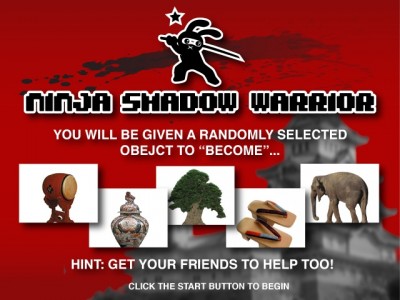 NINJA SHADOW WARRIOR
YOU WILL BE GIVEN A RANDOMLY SELECTED
OBEJCT TO “BECOME”...
HINT: GET YOUR FRIENDS TO HELP TOO!
CLICK THE START BUTTON TO BEGIN